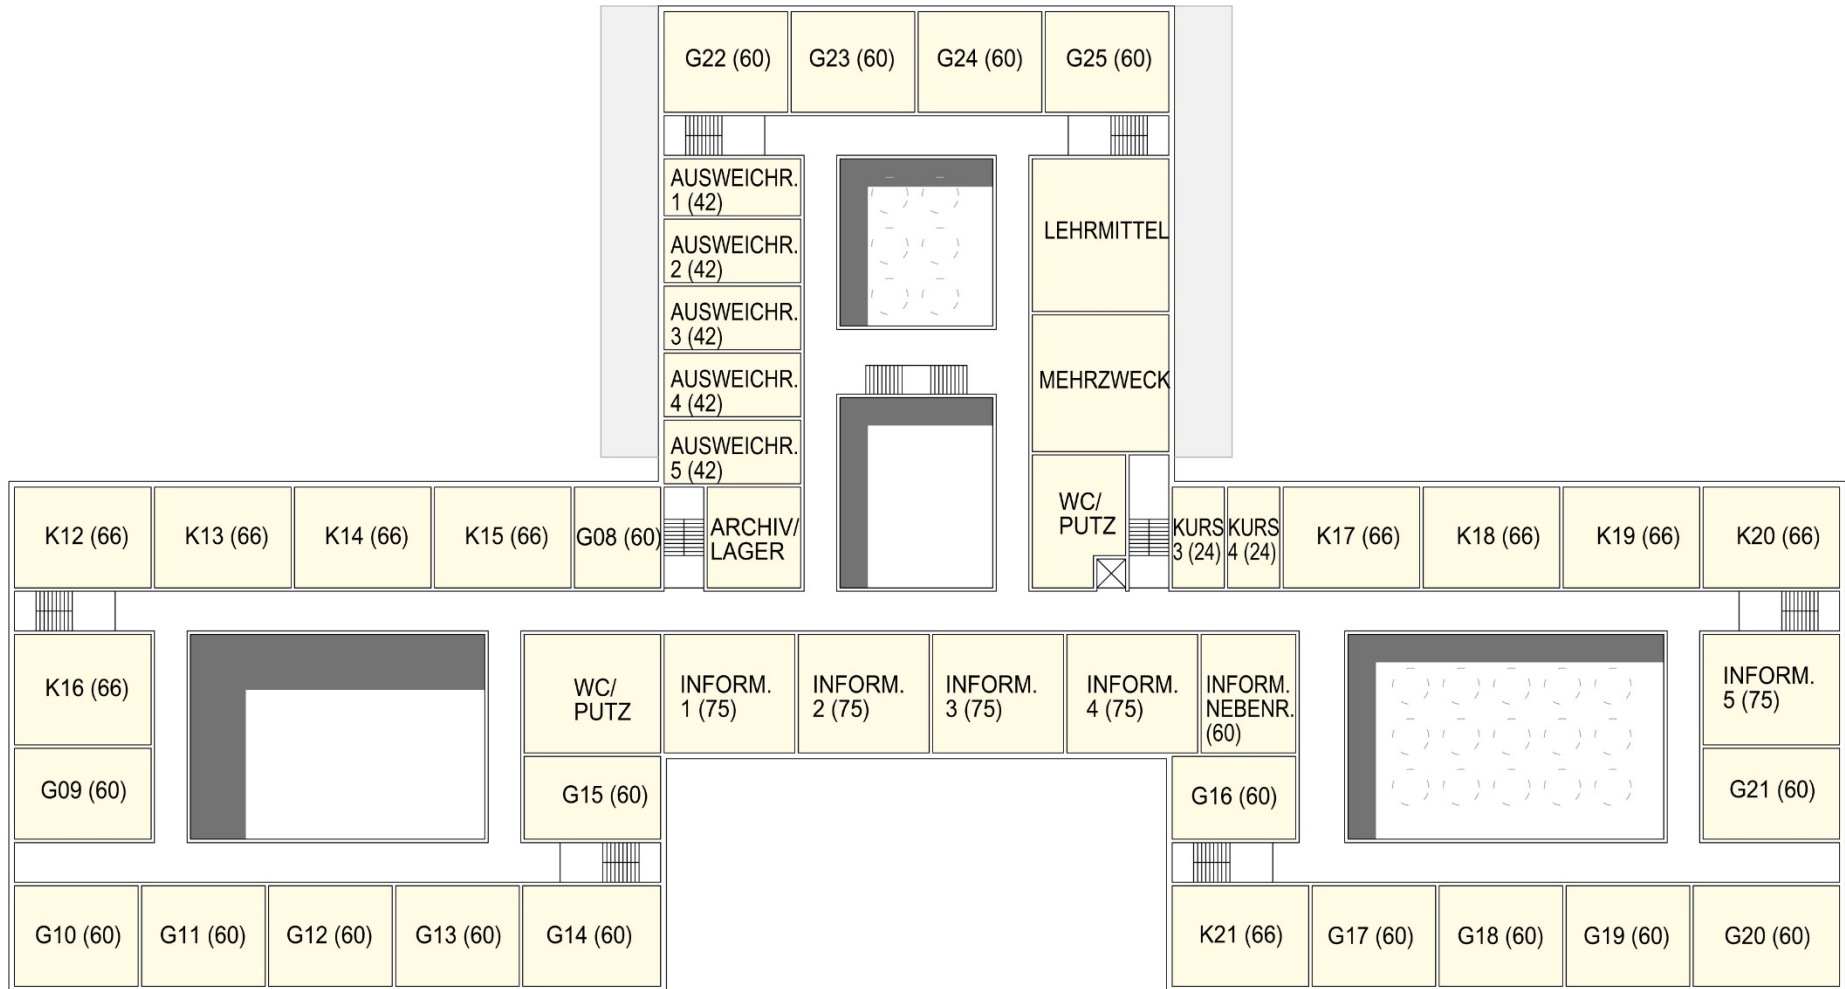 G22 (60)
G23 (60)
G24 (60)
G25 (60)
AUSWEICHR.
1 (42)
AUSWEICHR.
2 (42)
AUSWEICHR.
3 (42)
AUSWEICHR.
4 (42)
AUSWEICHR.
5 (42)
LEHRMITTEL
MEHRZWECK
K12 (66)
K13 (66)
K14 (66)
K15 (66)
G08 (60)
ARCHIV/
LAGER
WC/
PUTZ
KURS
3 (24)
KURS
4 (24)
K17 (66)
K18 (66)
K19 (66)
K20 (66)
K16 (66)
G09 (60)
WC/
PUTZ
INFORM.
1 (75)
INFORM.
2 (75)
INFORM.
3 (75)
INFORM.
4 (75)
INFORM.
NEBENR.
(60)
INFORM.
5 (75)
G15 (60)
G16 (60)
G21 (60)
G10 (60)
G11 (60)
G12 (60)
G13 (60)
G14 (60)
K21 (66)
G17 (60)
G18 (60)
G19 (60)
G20 (60)